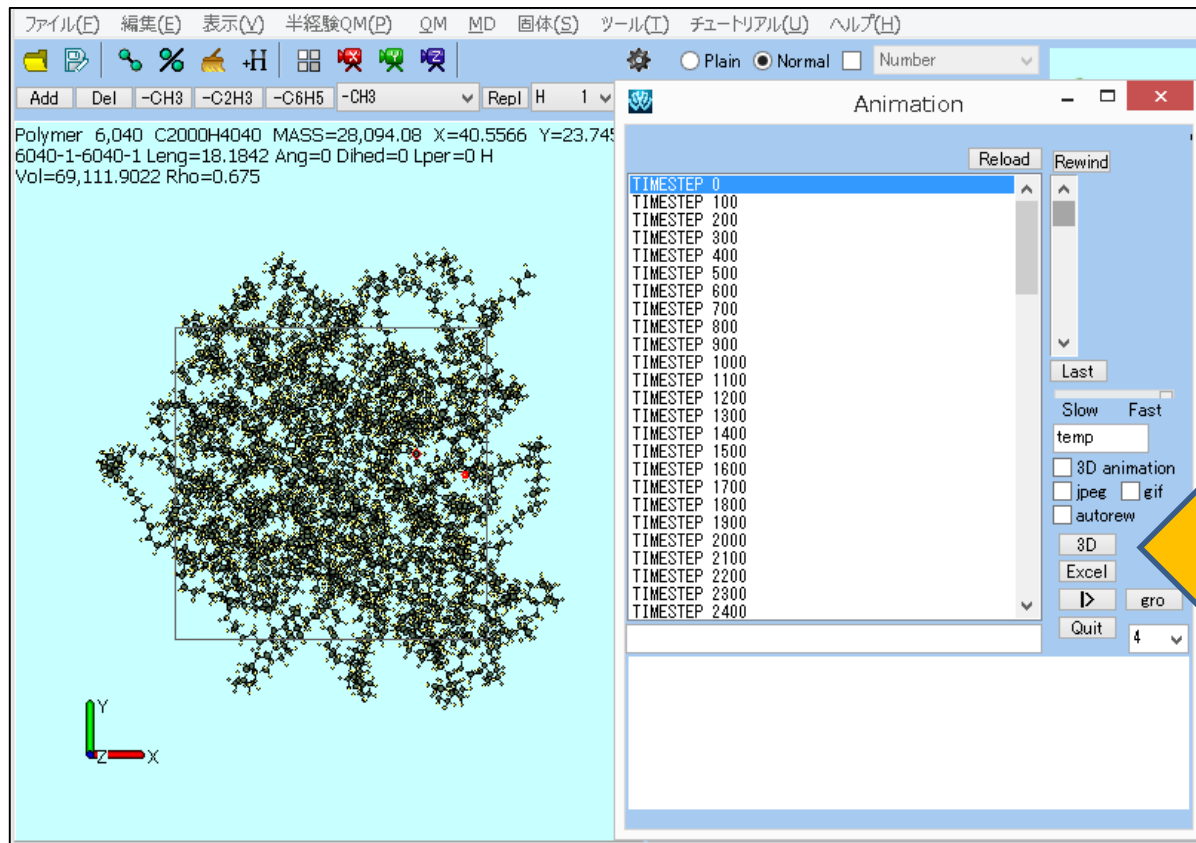 ファイル(F) 編集(E) 表示(V) 半経験QM(P) QM MD 固体(S) ツール(T) チュートリアル(U) ヘルプ(H)
+H X Y Z Plain Normal Number
Add Del -CH3 -C2H3 -C6H5 -CH3 Repl H 1
Polymer 6,040 C2000H4040 MASS=28,094.08 X=40.5566 Y=23.745
6040-1-6040-1 Leng=18.1842 Ang=0 Dihed=0 Lper=0 H
Vol=69,111.9022 Rho=0.675
Y
Z X
Animation
Reload Rewind
TIMESTEP 0
TIMESTEP 100
TIMESTEP 200
TIMESTEP 300
TIMESTEP 400
TIMESTEP 500
TIMESTEP 600
TIMESTEP 700
TIMESTEP 800
TIMESTEP 900
TIMESTEP 1000
TIMESTEP 1100
TIMESTEP 1200
TIMESTEP 1300
TIMESTEP 1400
TIMESTEP 1500
TIMESTEP 1600
TIMESTEP 1700
TIMESTEP 1800
TIMESTEP 1900
TIMESTEP 2000
TIMESTEP 2100
TIMESTEP 2200
TIMESTEP 2300
TIMESTEP 2400
Last
Slow Fast
temp
3D animation
jpeg gif
autorew
3D
Excel
|> gro
Quit 4